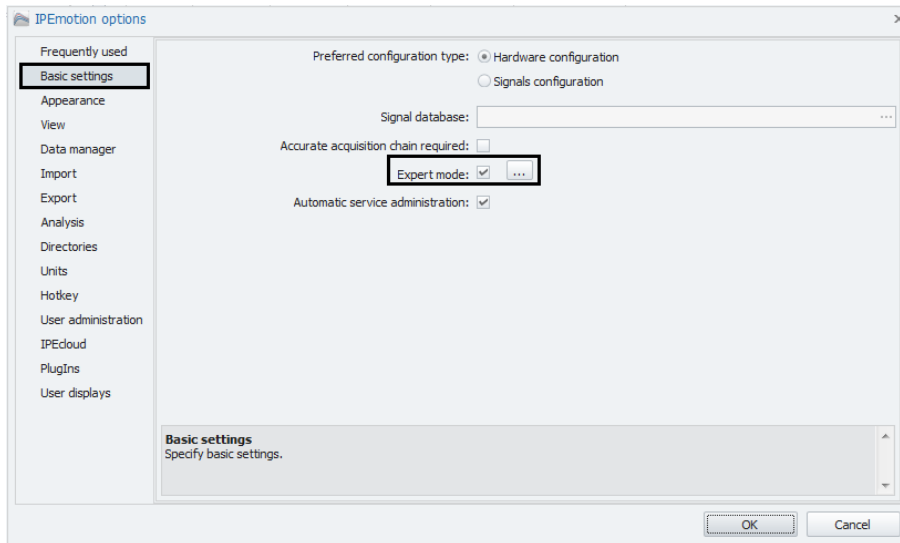 IPEmotion options
Frequently used
Basic settings
Appearance
View
Data manager
Import
Export
Analysis
Directories
Units
Hotkey
User administration
IPEcloud
PlugIns
User displays
Preferred configuration type:
Hardware configuration
Signals configuration
Signal database:
...
Accurate acquisition chain required:
Expert mode:
...
Automatic service administration:
Basic settings
Specify basic settings.
OK
Cancel